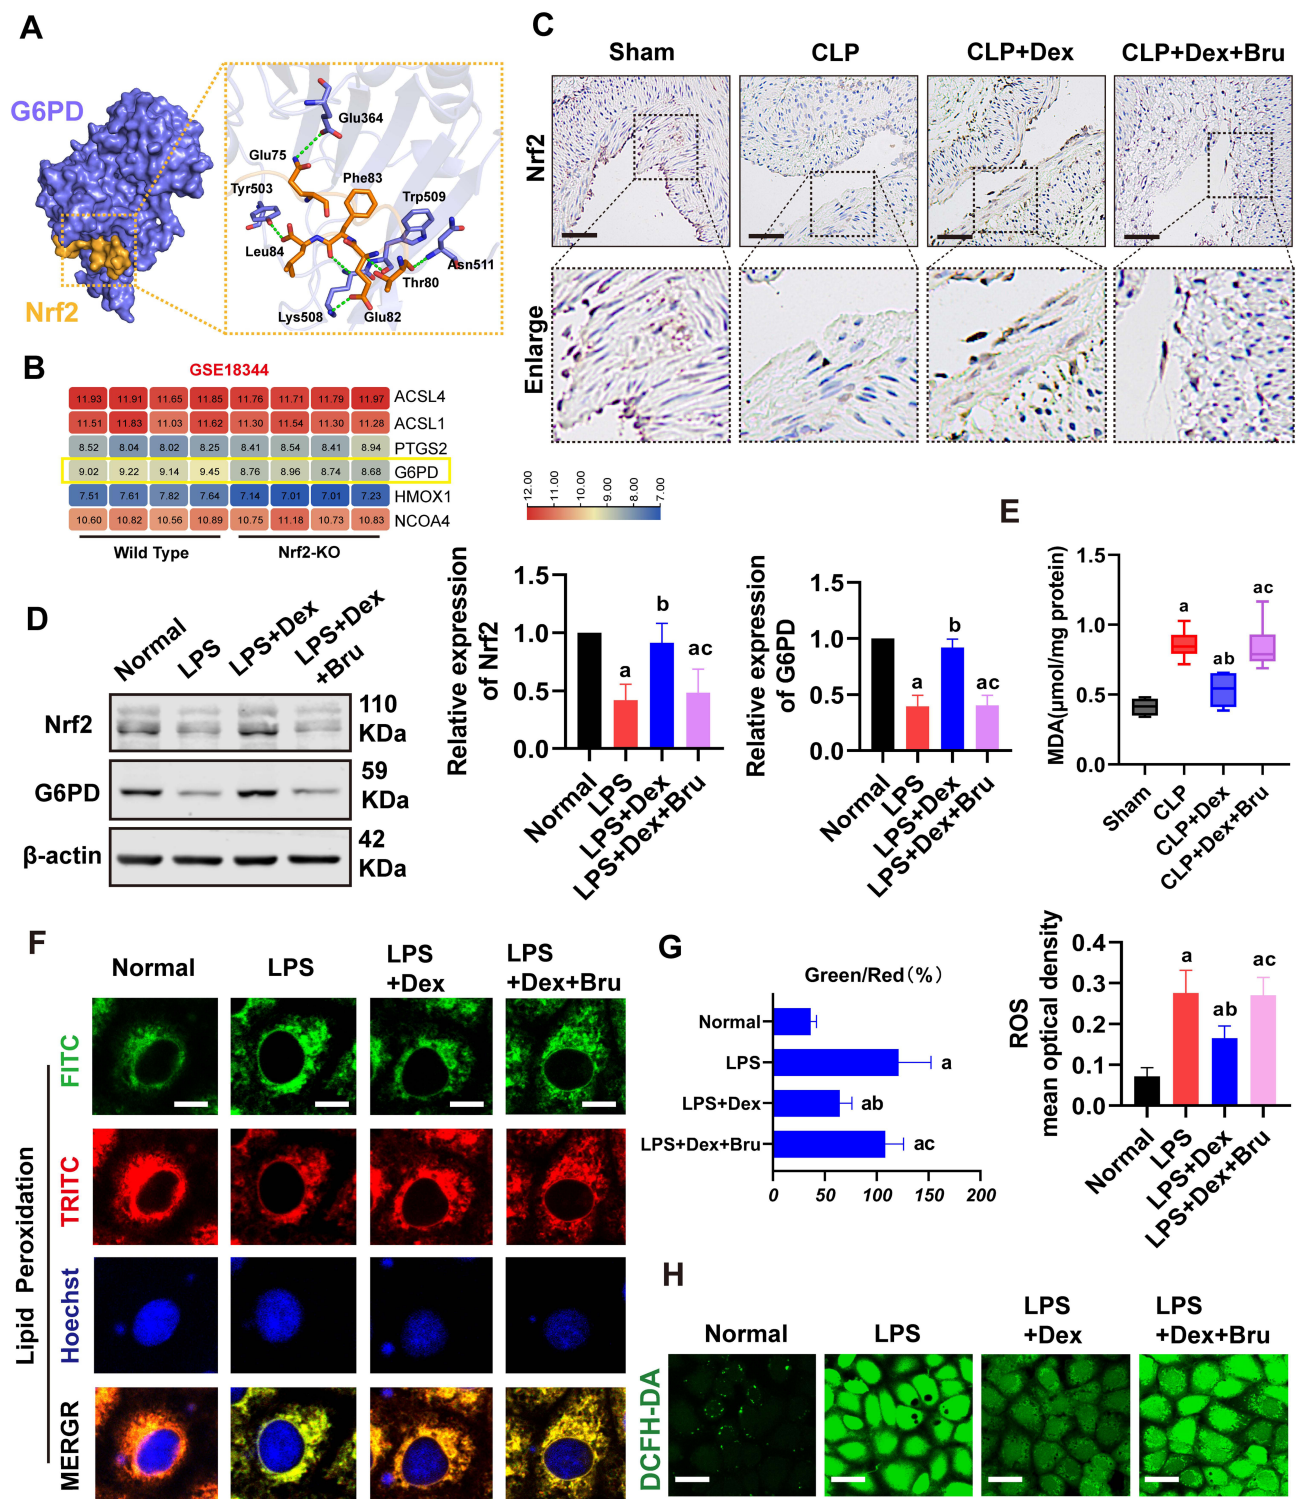 A
G6PD
Nrf2
Glu364
Glu75
Phe83
Tyr503
Trp509
Leu84
Asn511
Thr80
Lys508
Glu82
B
GSE18344
11.93 11.91 11.65 11.85 11.76 11.71 11.79 11.97 ACSL4
11.51 11.83 11.03 11.62 11.30 11.54 11.30 11.28 ACSL1
8.52 8.04 8.02 8.25 8.41 8.54 8.41 8.94 PTGS2
9.02 9.22 9.14 9.45 8.76 8.96 8.74 8.68 G6PD
7.51 7.61 7.82 7.64 7.14 7.01 7.01 7.23 HMOX1
10.60 10.82 10.56 10.89 10.75 11.18 10.73 10.83 NCOA4
Wild Type Nrf2-KO
12.00 11.00 10.00 9.00 8.00 7.00
C
Sham CLP CLP+Dex CLP+Dex+Bru
Nrf2
Enlarge
D
Normal LPS LPS+Dex LPS+Dex
+Bru
Nrf2 110
KDa
G6PD 59
KDa
β-actin 42
KDa
Relative expression
of Nrf2
1.5
1.0
0.5
0.0
a b ac
Normal LPS LPS+Dex LPS+Dex+Bru
Relative expression
of G6PD
1.5
1.0
0.5
0.0
a b ac
Normal LPS LPS+Dex LPS+Dex+Bru
E
MDA(μmol/mg protein)
1.5
1.0
0.5
0.0
a ab ac
Sham CLP CLP+Dex CLP+Dex+Bru
F
Normal LPS LPS
+Dex LPS
+Dex+Bru
Lipid Peroxidation
FITC
TRITC
Hoechst
MERGR
G
Green/Red(%)
Normal
LPS a
LPS+Dex ab
LPS+Dex+Bru ac
0 50 100 150 200
ROS
mean optical density
0.4
0.3
0.2
0.1
0.0
a ab ac
Normal LPS LPS+Dex LPS+Dex+Bru
H
Normal LPS LPS
+Dex LPS
+Dex+Bru
DCFH-DA